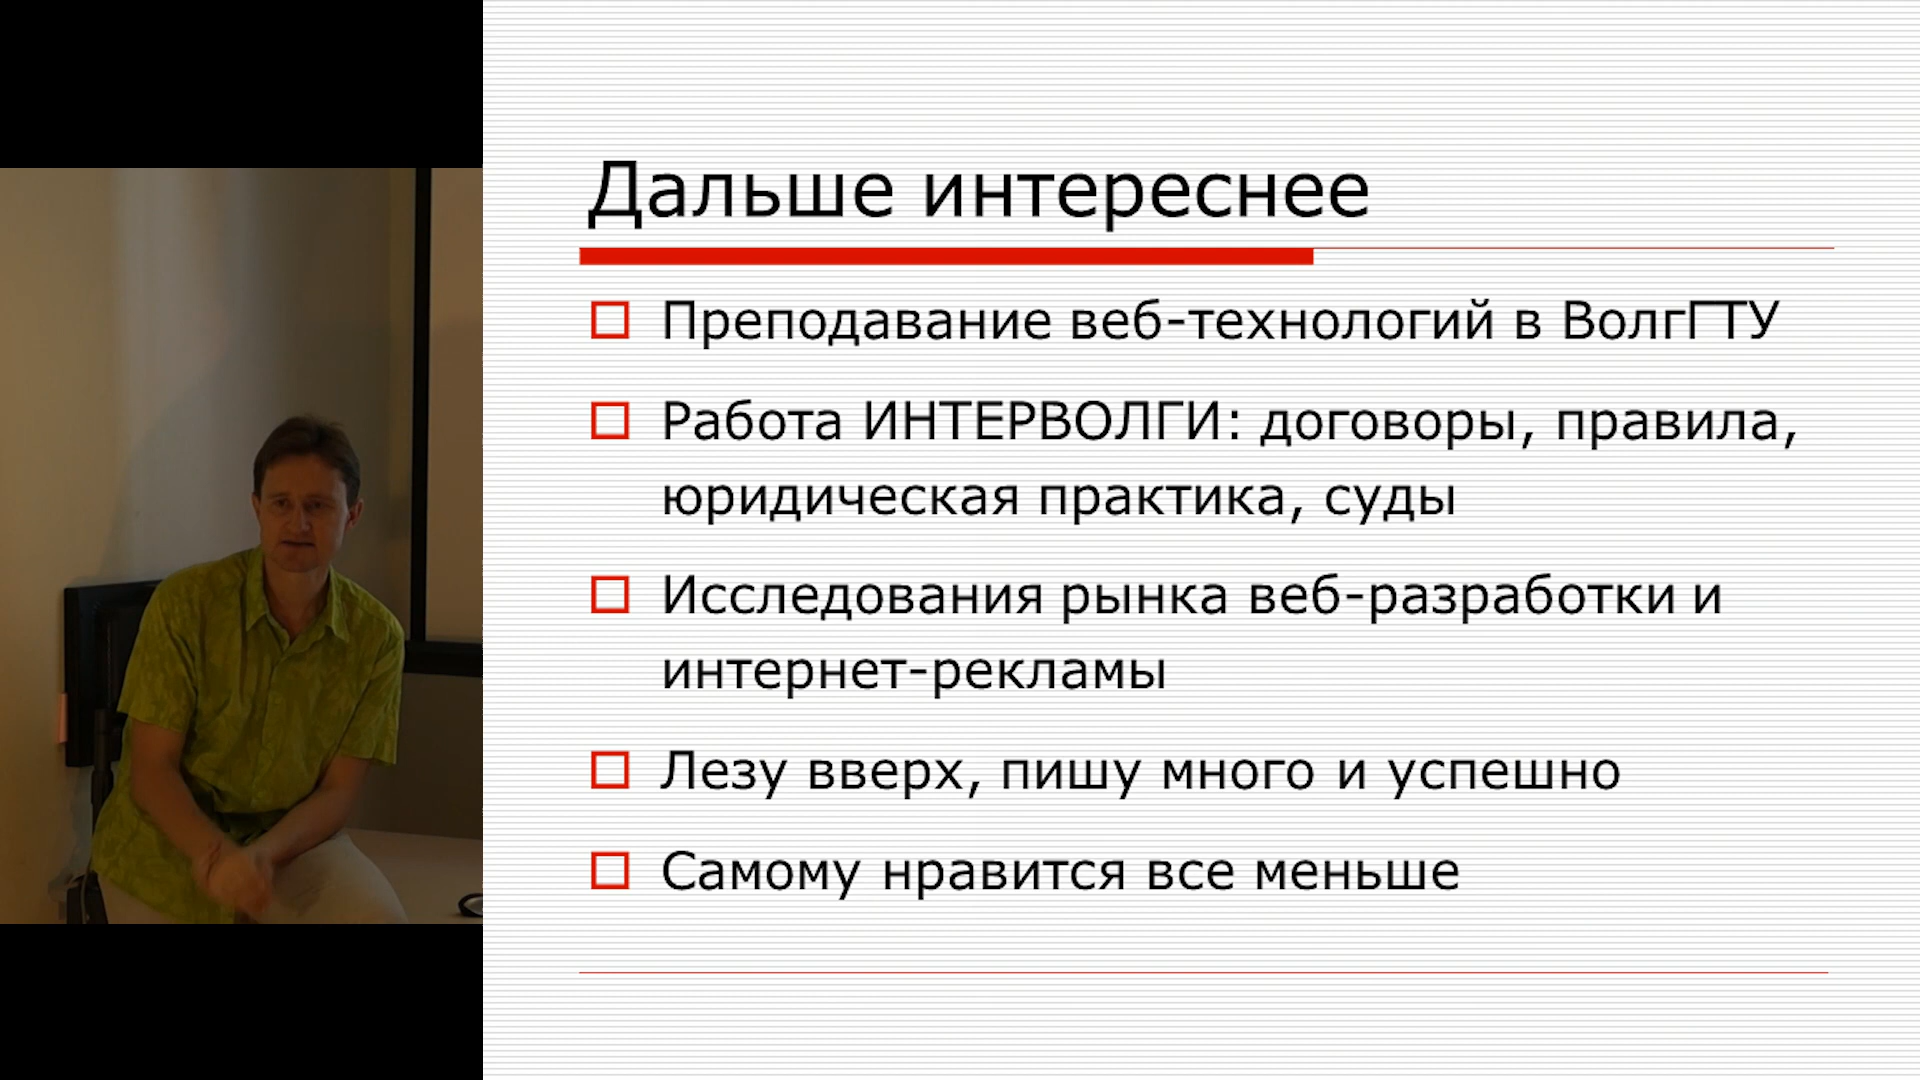 Дальше интереснее
Преподавание веб-технологий в ВолгГТУ
Работа ИНТЕРВОЛГИ: договоры, правила,
юридическая практика, суды
Исследования рынка веб-разработки и
интернет-рекламы
Лезу вверх, пишу много и успешно
Самому нравится все меньше